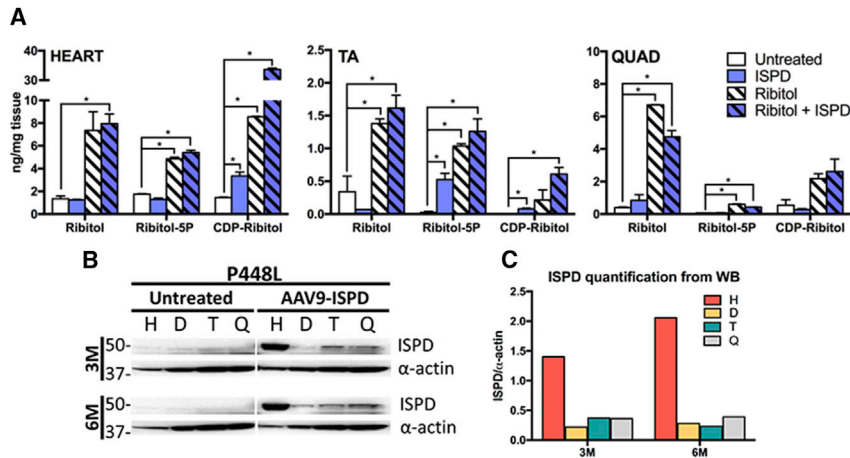 A
HEART
TA
QUAD
Untreated
ISPD
Ribitol
Ribitol + ISPD
ng/mg tissue
40
30
10
8
6
4
2
0
* * * * * *
Ribitol Ribitol-5P CDP-Ribitol
2.5
2.0
1.5
1.0
0.5
0.0
* * * * * * *
Ribitol Ribitol-5P CDP-Ribitol
10
8
6
4
2
0
* * * *
Ribitol Ribitol-5P CDP-Ribitol
B
P448L
Untreated AAV9-ISPD
H D T Q H D T Q
3M
50- ISPD
37- α-actin
6M
50- ISPD
37- α-actin
C
ISPD quantification from WB
ISPD/α-actin
2.5
2.0
1.5
1.0
0.5
0.0
H
D
T
Q
3M 6M